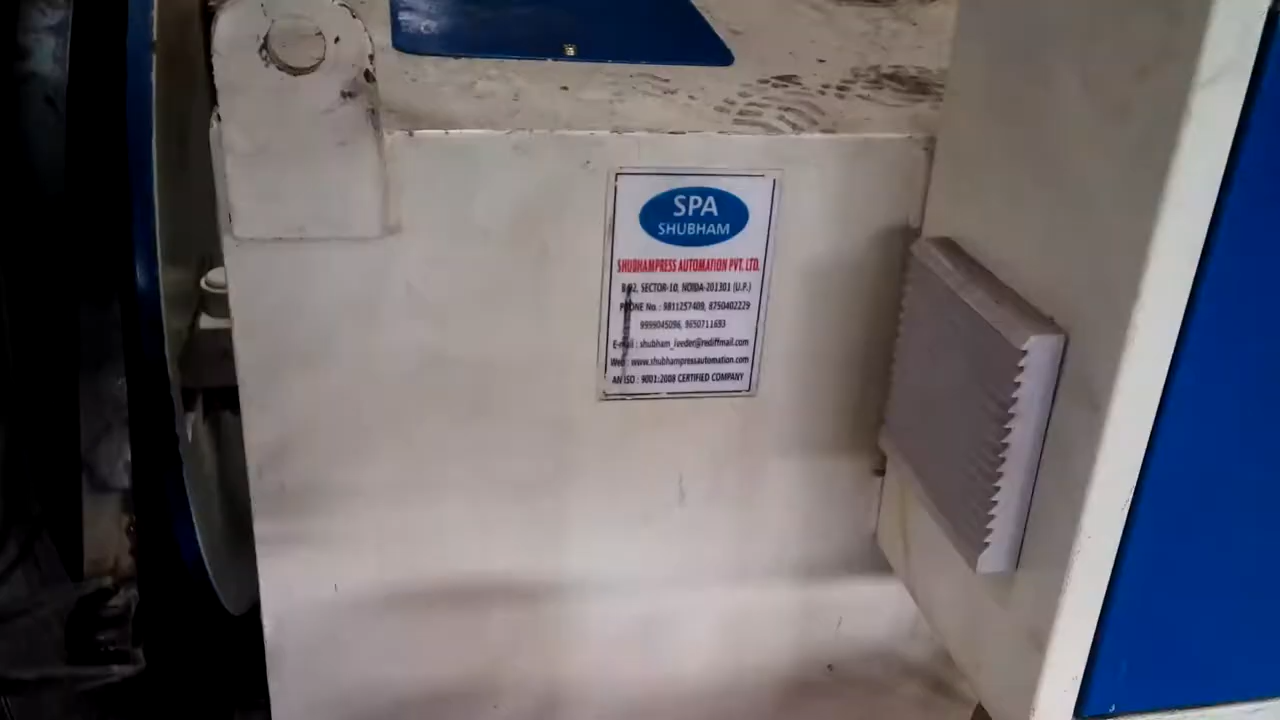 SPA
SHUBHAM
SHUBHAMPRESS AUTOMATION PVT. LTD.
SECTOR-10, NOIDA-201301 (U.P.)
PHONE No. : 9811257409, 8750402229
9999045096, 9650711693
E-mail : shubham_feeder@rediffmail.com
Web : www.shubhampressautomation.com
AN ISO : 9001:2008 CERTIFIED COMPANY